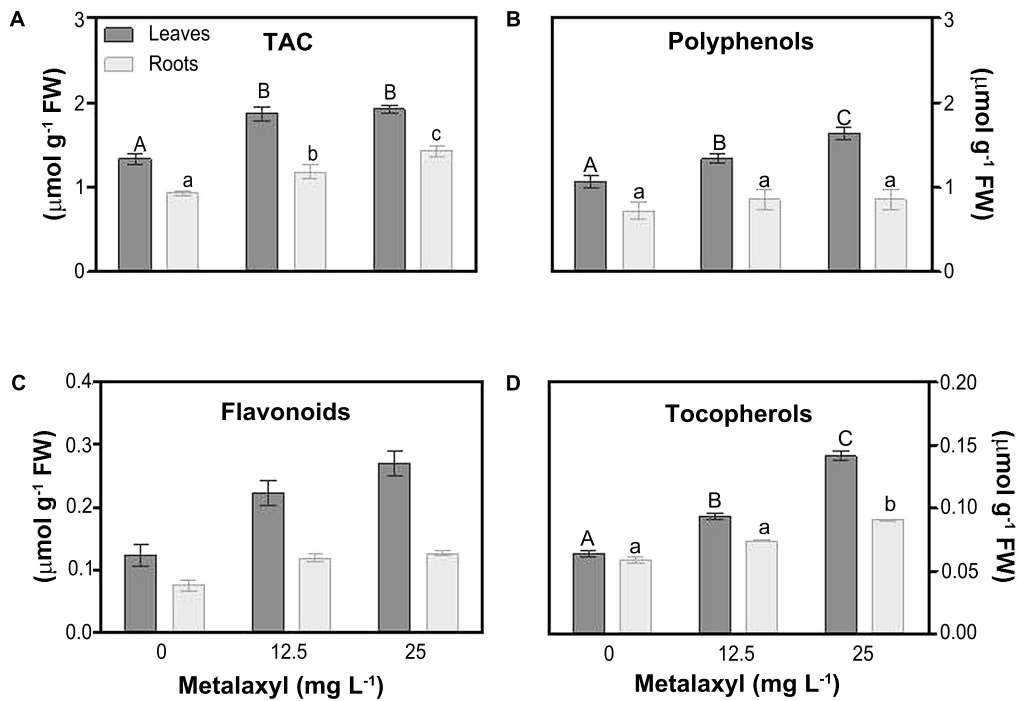 A
Leaves
Roots
TAC
(μmol g-1 FW)
3
2
1
0
A
a
B
b
B
c
B
Polyphenols
(μmol g-1 FW)
3
2
1
0
A
a
B
a
C
a
C
Flavonoids
(μmol g-1 FW)
0.4
0.3
0.2
0.1
0.0
0 12.5 25
Metalaxyl (mg L-1)
D
Tocopherols
(μmol g-1 FW)
0.20
0.15
0.10
0.05
0.00
A
a
B
a
C
b
0 12.5 25
Metalaxyl (mg L-1)